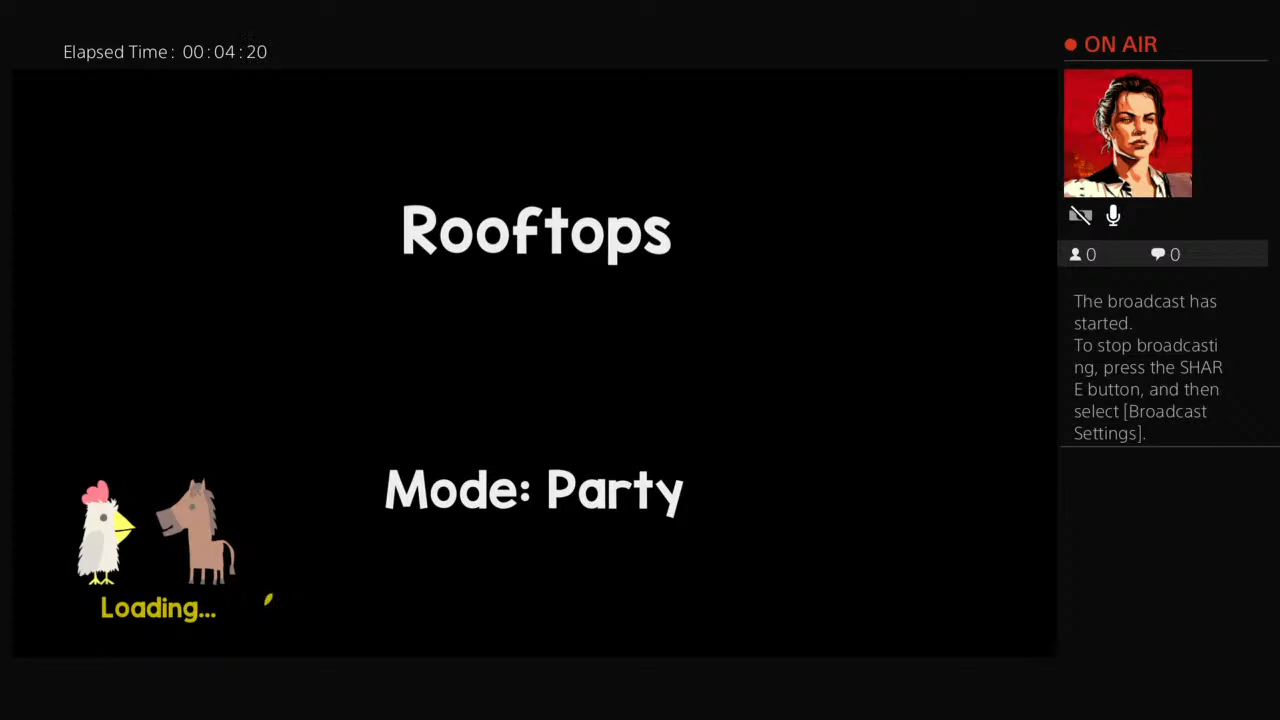 Elapsed Time: 00:04:20
ON AIR
Rooftops
0
0
The broadcast has
started.
To stop broadcasti
ng, press the SHAR
E button, and then
select [Broadcast
Settings].
Mode: Party
Loading...